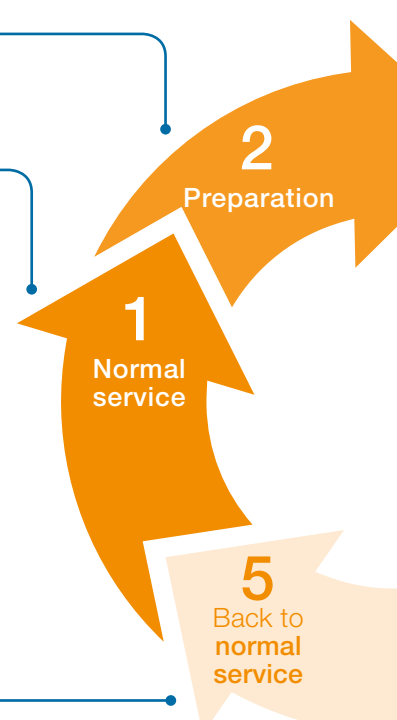 2
Preparation
1
Normal
service
5
Back to
normal
service